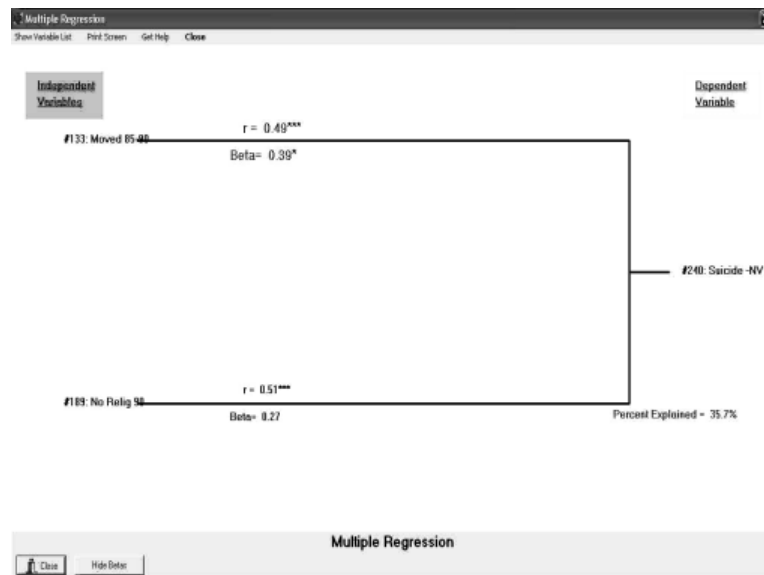 Multiple Regression
Show Variable List Print Screen Get Help Close
Independent
Variables
Dependent
Variable
r = 0.49***
#133: Moved 85-90
Beta= 0.39*
#240: Suicide -NV
r = 0.51***
#189: No Relig 90
Beta= 0.27
Percent Explained = 35.7%
Multiple Regression
Close Hide Betas